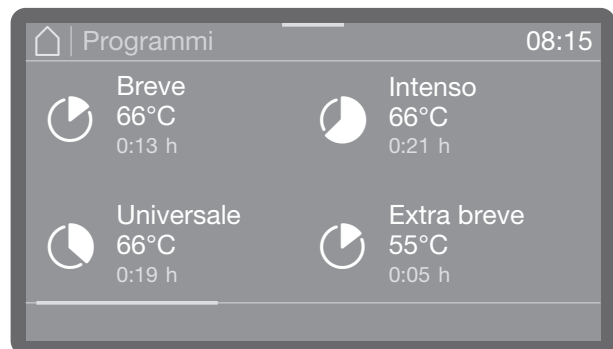 Programmi 08:15
Breve
66°C
0:13 h
Intenso
66°C
0:21 h
Universale
66°C
0:19 h
Extra breve
55°C
0:05 h